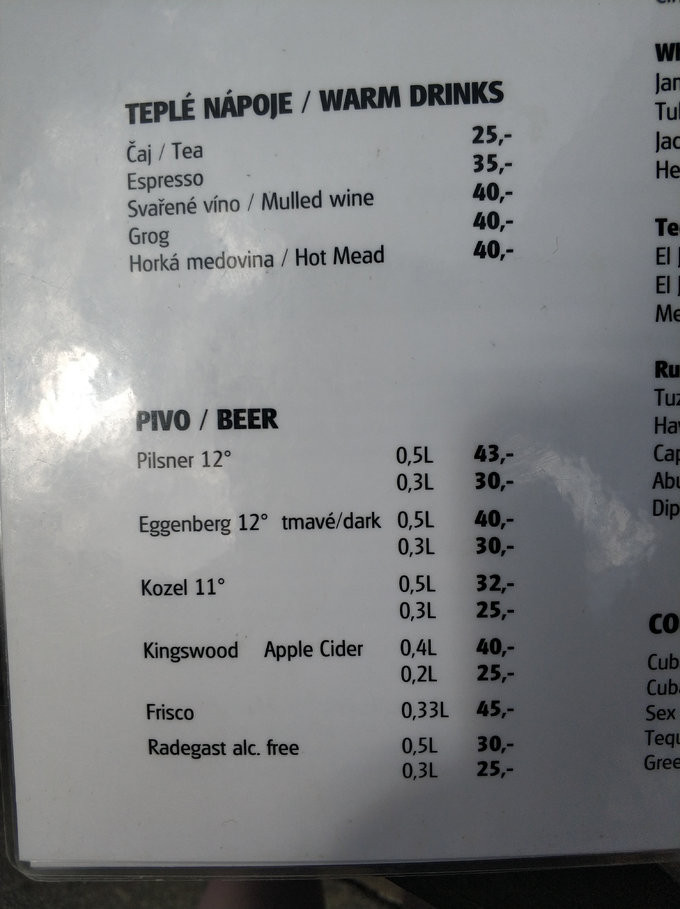 TEPLÉ NÁPOJE / WARM DRINKS
Čaj / Tea 25,-
Espresso 35,-
Svařené víno / Mulled wine 40,-
Grog 40,-
Horká medovina / Hot Mead 40,-
PIVO / BEER
Pilsner 12° 0,5L 43,-
0,3L 30,-
Eggenberg 12° tmavé/dark 0,5L 40,-
0,3L 30,-
Kozel 11° 0,5L 32,-
0,3L 25,-
Kingswood Apple Cider 0,4L 40,-
0,2L 25,-
Frisco 0,33L 45,-
Radegast alc. free 0,5L 30,-
0,3L 25,-
El
El
Sex